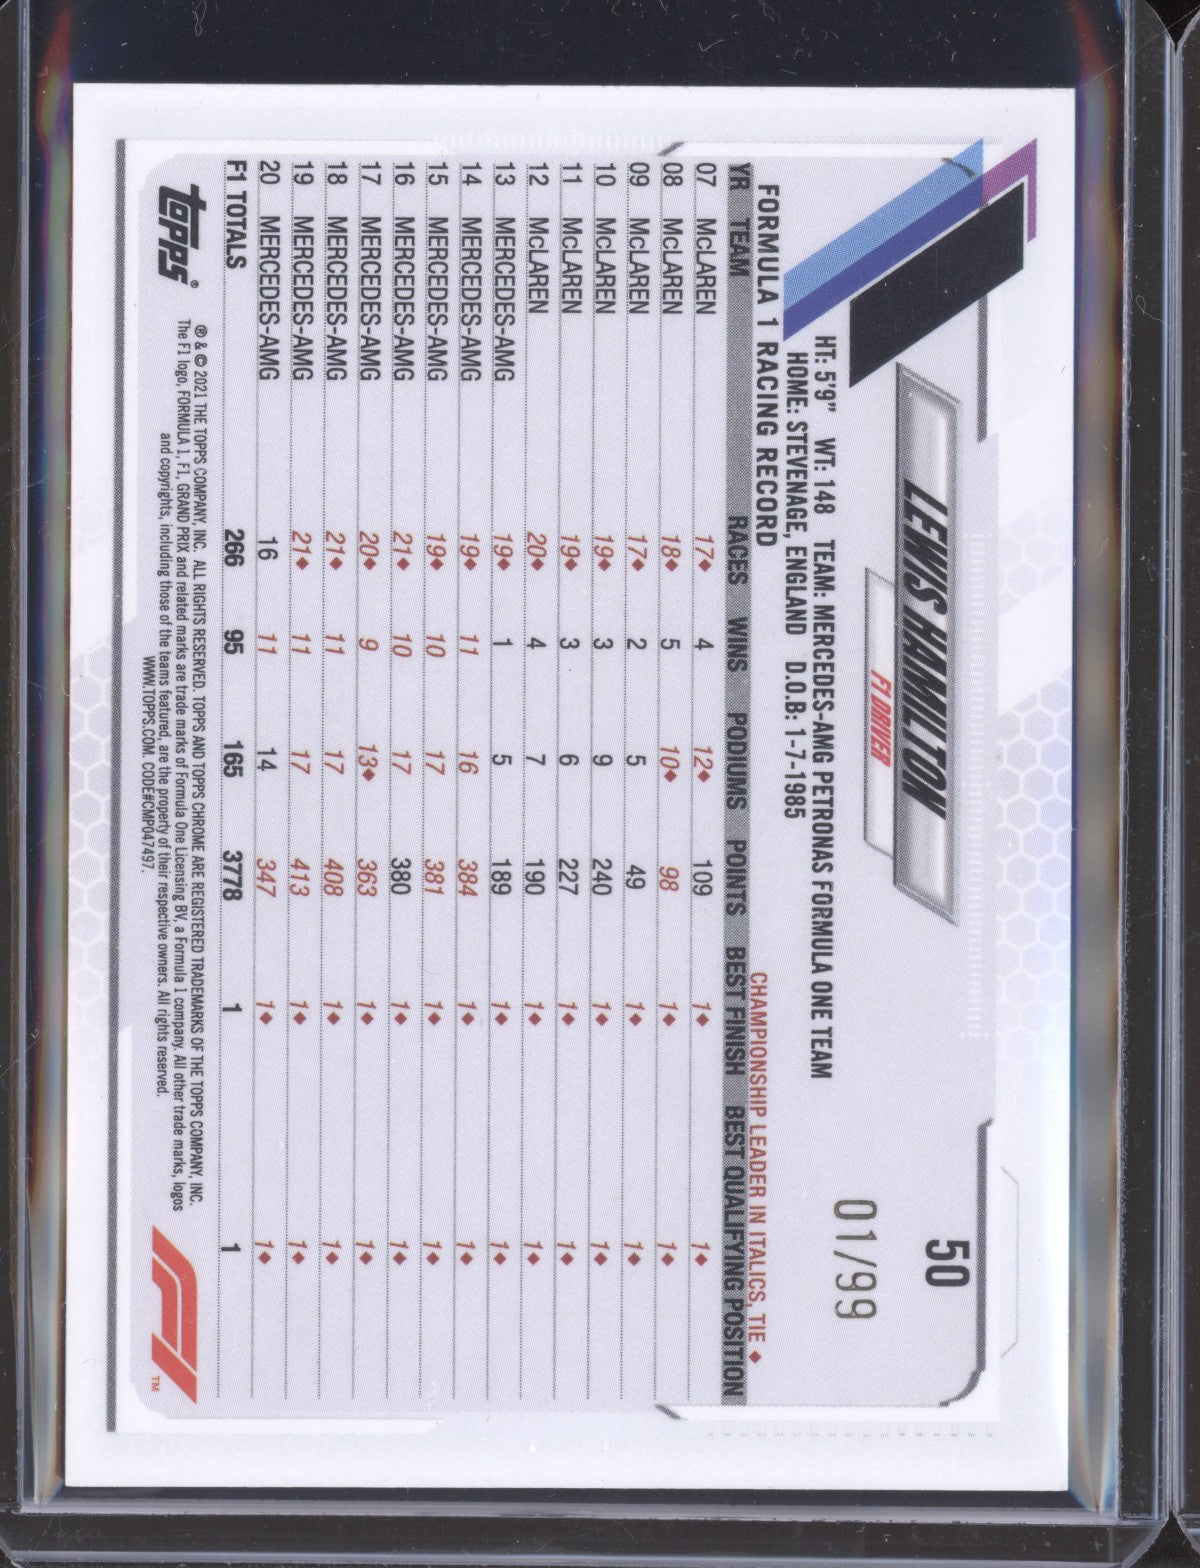 50
LEWIS HAMILTON
F1 DRIVER
01/99
HT: 5'9" WT: 148 TEAM: MERCEDES-AMG PETRONAS FORMULA ONE TEAM
HOME: STEVENAGE, ENGLAND D.O.B: 1-7-1985
FORMULA 1 RACING RECORD CHAMPIONSHIP LEADER IN ITALICS, TIE ♦
YR TEAM RACES WINS PODIUMS POINTS BEST FINISH BEST QUALIFYING POSITION
07 McLAREN 17♦ 4 12♦ 109 1♦ 1♦
08 McLAREN 18♦ 5 10♦ 98 1♦ 1♦
09 McLAREN 17♦ 2 5 49 1♦ 1♦
10 McLAREN 19♦ 3 9 240 1♦ 1♦
11 McLAREN 19♦ 3 6 227 1♦ 1♦
12 McLAREN 20♦ 4 7 190 1♦ 1♦
13 MERCEDES-AMG 19♦ 1 5 189 1♦ 1♦
14 MERCEDES-AMG 19♦ 11 16 384 1♦ 1♦
15 MERCEDES-AMG 19♦ 10 17 381 1♦ 1♦
16 MERCEDES-AMG 21♦ 10 17 380 1♦ 1♦
17 MERCEDES-AMG 20♦ 9 13♦ 363 1♦ 1♦
18 MERCEDES-AMG 21♦ 11 17 408 1♦ 1♦
19 MERCEDES-AMG 21♦ 11 17 413 1♦ 1♦
20 MERCEDES-AMG 16 11 14 347 1♦ 1♦
F1 TOTALS 266 95 165 3778 1 1
topps®
® & © 2021 THE TOPPS COMPANY, INC. ALL RIGHTS RESERVED. TOPPS AND TOPPS CHROME ARE REGISTERED TRADEMARKS OF THE TOPPS COMPANY, INC.
The F1 logo, FORMULA 1, F1, GRAND PRIX and related marks are trade marks of Formula One Licensing BV, a Formula 1 company. All other trade marks, logos
and copyrights, including those of the teams featured, are the property of their respective owners. All rights reserved.
WWW.TOPPS.COM CODE#CMP047497.
F1 ™